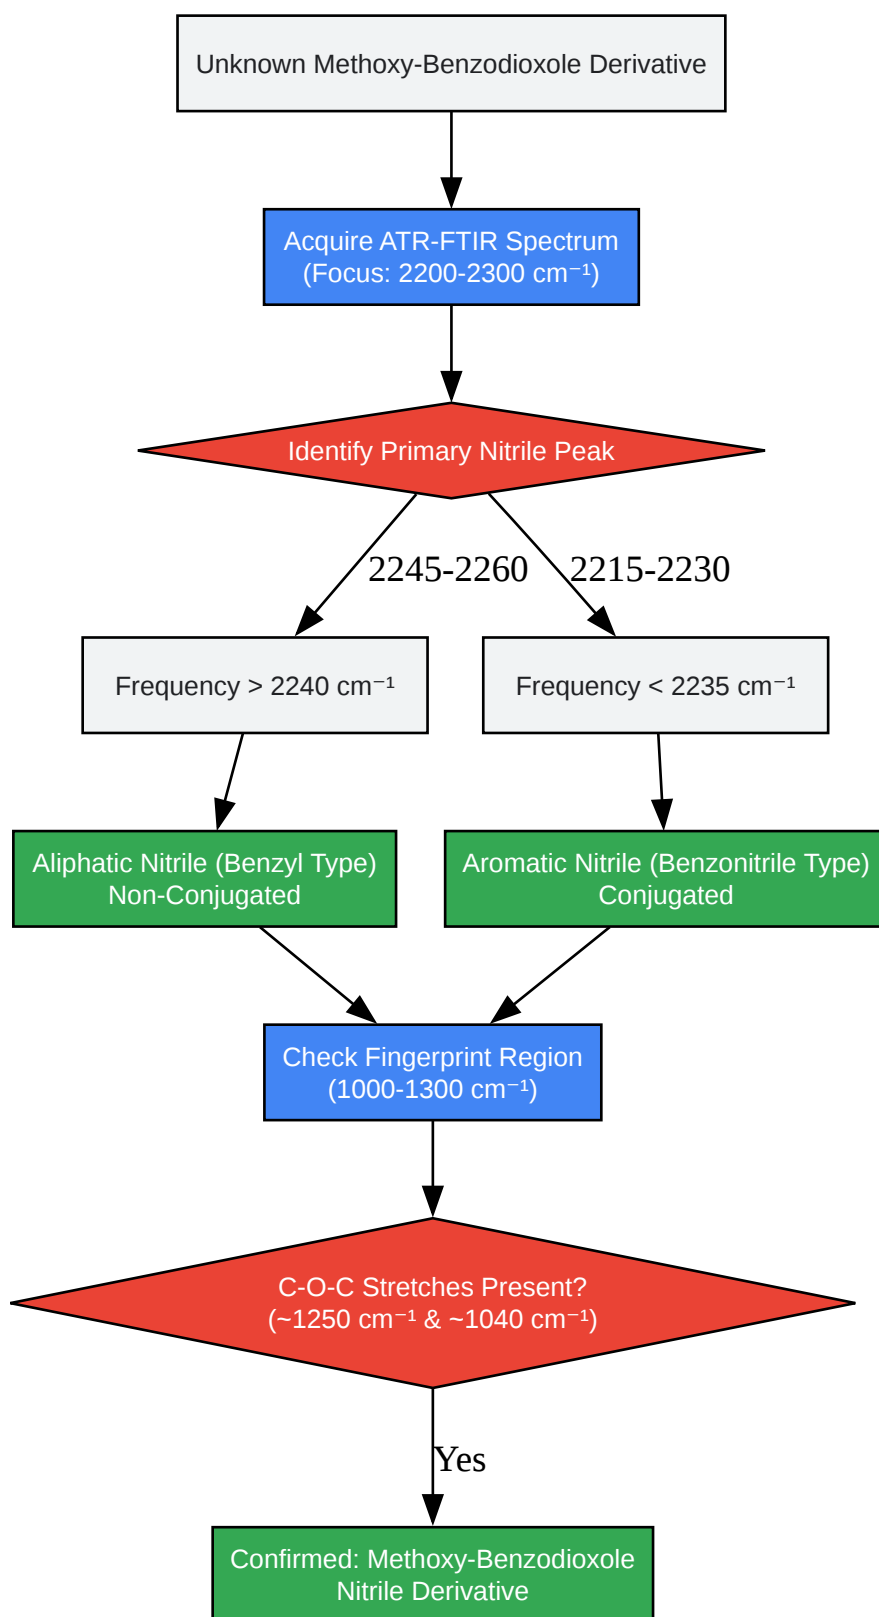 Unknown Methoxy-Benzodioxole Derivative
Acquire ATR-FTIR Spectrum
(Focus: 2200-2300 cm⁻¹)
Identify Primary Nitrile Peak
2245-2260
2215-2230
Frequency > 2240 cm⁻¹
Frequency < 2235 cm⁻¹
Aliphatic Nitrile (Benzyl Type)
Non-Conjugated
Aromatic Nitrile (Benzonitrile Type)
Conjugated
Check Fingerprint Region
(1000-1300 cm⁻¹)
C-O-C Stretches Present?
(~1250 cm⁻¹ & ~1040 cm⁻¹)
Yes
Confirmed: Methoxy-Benzodioxole
Nitrile Derivative